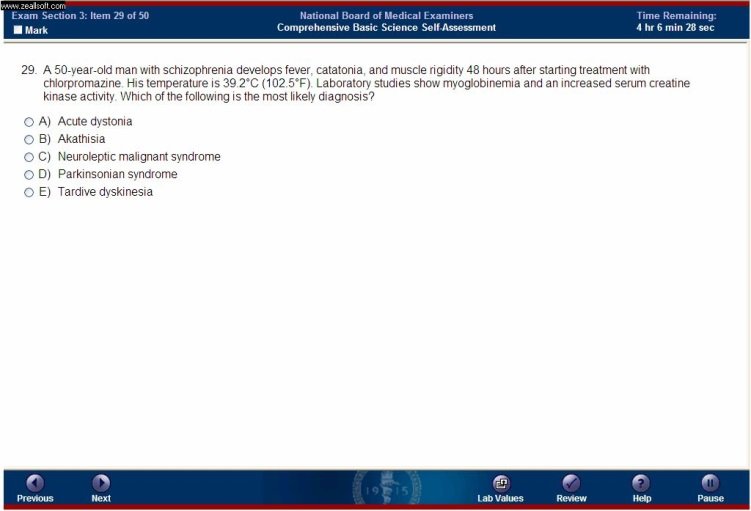 www.zeallsoft.com
Exam Section 3: Item 29 of 50
National Board of Medical Examiners
Time Remaining:
Mark
Comprehensive Basic Science Self-Assessment
4 hr 6 min 28 sec
29. A 50-year-old man with schizophrenia develops fever, catatonia, and muscle rigidity 48 hours after starting treatment with
chlorpromazine. His temperature is 39.2°C (102.5°F). Laboratory studies show myoglobinemia and an increased serum creatine
kinase activity. Which of the following is the most likely diagnosis?
A) Acute dystonia
B) Akathisia
C) Neuroleptic malignant syndrome
D) Parkinsonian syndrome
E) Tardive dyskinesia
1915
Previous
Next
Lab Values
Review
Help
Pause